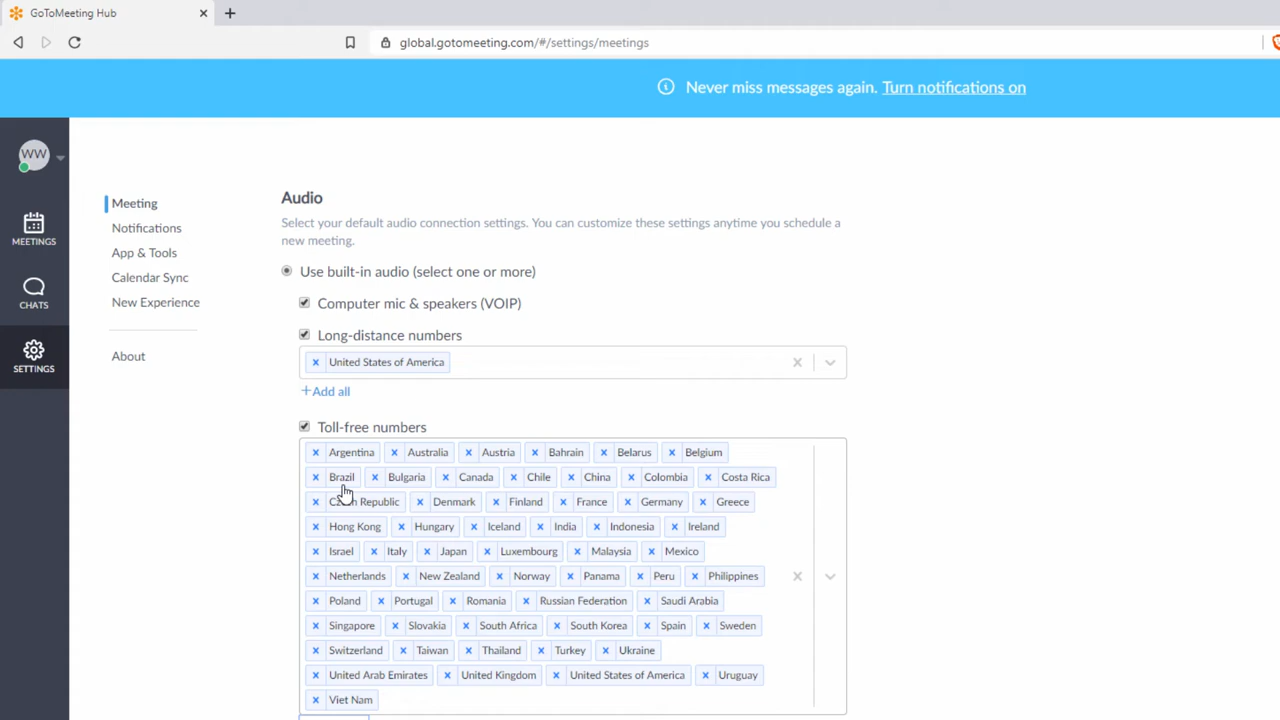 GoToMeeting Hub
global.gotomeeting.com/#/settings/meetings
Never miss messages again. Turn notifications on
WW
MEETINGS
CHATS
SETTINGS
Meeting
Notifications
App & Tools
Calendar Sync
New Experience
About
Audio
Select your default audio connection settings. You can customize these settings anytime you schedule a
new meeting.
Use built-in audio (select one or more)
Computer mic & speakers (VOIP)
Long-distance numbers
United States of America
+Add all
Toll-free numbers
Argentina Australia Austria Bahrain Belarus Belgium
Brazil Bulgaria Canada Chile China Colombia Costa Rica
Czech Republic Denmark Finland France Germany Greece
Hong Kong Hungary Iceland India Indonesia Ireland
Israel Italy Japan Luxembourg Malaysia Mexico
Netherlands New Zealand Norway Panama Peru Philippines
Poland Portugal Romania Russian Federation Saudi Arabia
Singapore Slovakia South Africa South Korea Spain Sweden
Switzerland Taiwan Thailand Turkey Ukraine
United Arab Emirates United Kingdom United States of America Uruguay
Viet Nam